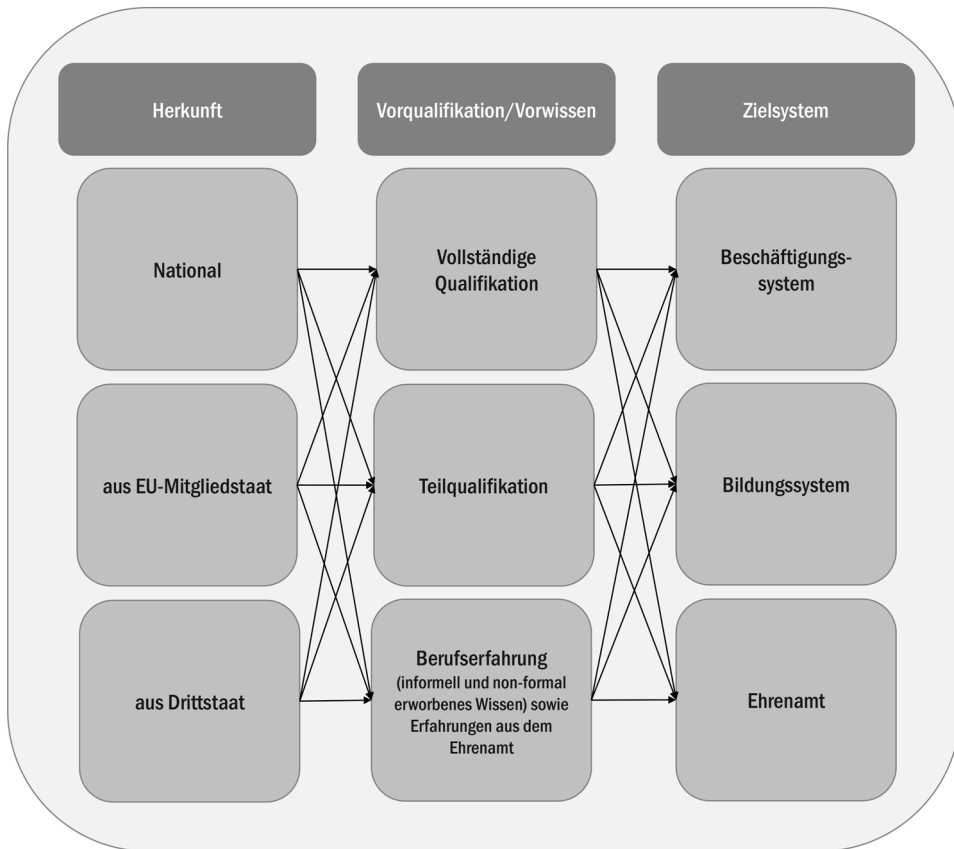 Herkunft
Vorqualifikation/Vorwissen
Zielsystem
National
Vollständige
Qualifikation
Beschäftigungs-
system
aus EU-Mitgliedstaat
Teilqualifikation
Bildungssystem
aus Drittstaat
Berufserfahrung
(informell und non-formal
erworbenes Wissen) sowie
Erfahrungen aus dem
Ehrenamt
Ehrenamt